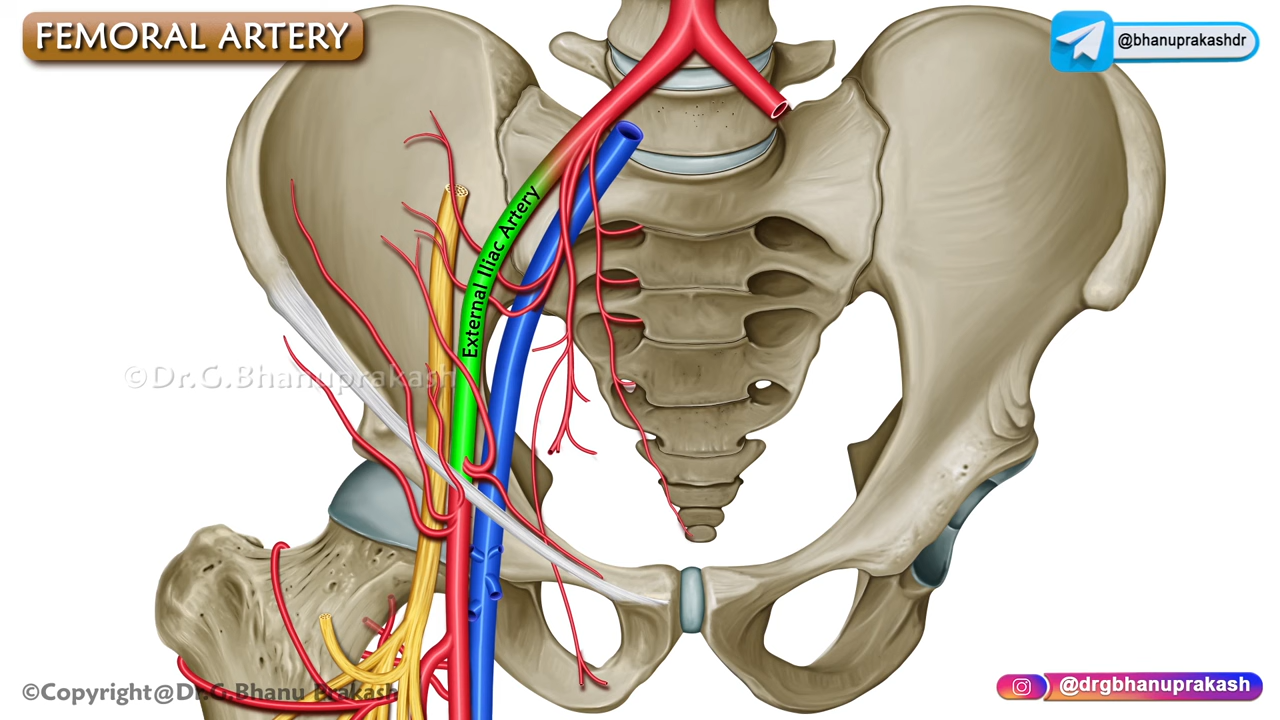 FEMORAL ARTERY
@bhanuprakashdr
External Iliac Artery
©Dr.G.Bhanuprakash
©Copyright@Dr.G.Bhanu Prakash
@drgbhanuprakash